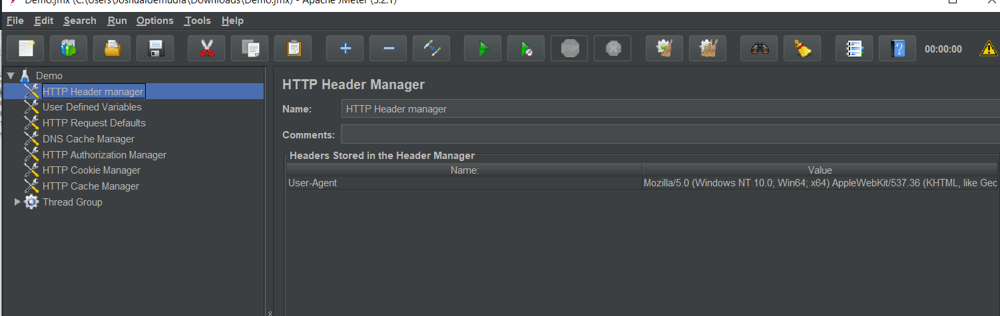 Demo.jmx (C:\Users\Joshuaidemudia\Downloads\Demo.jmx) - Apache JMeter (5.2.1)
File Edit Search Run Options Tools Help
STOP
00:00:00
Demo
HTTP Header manager
User Defined Variables
HTTP Request Defaults
DNS Cache Manager
HTTP Authorization Manager
HTTP Cookie Manager
HTTP Cache Manager
Thread Group
HTTP Header Manager
Name: HTTP Header manager
Comments:
Headers Stored in the Header Manager
Name: Value
User-Agent Mozilla/5.0 (Windows NT 10.0; Win64; x64) AppleWebKit/537.36 (KHTML, like Gec